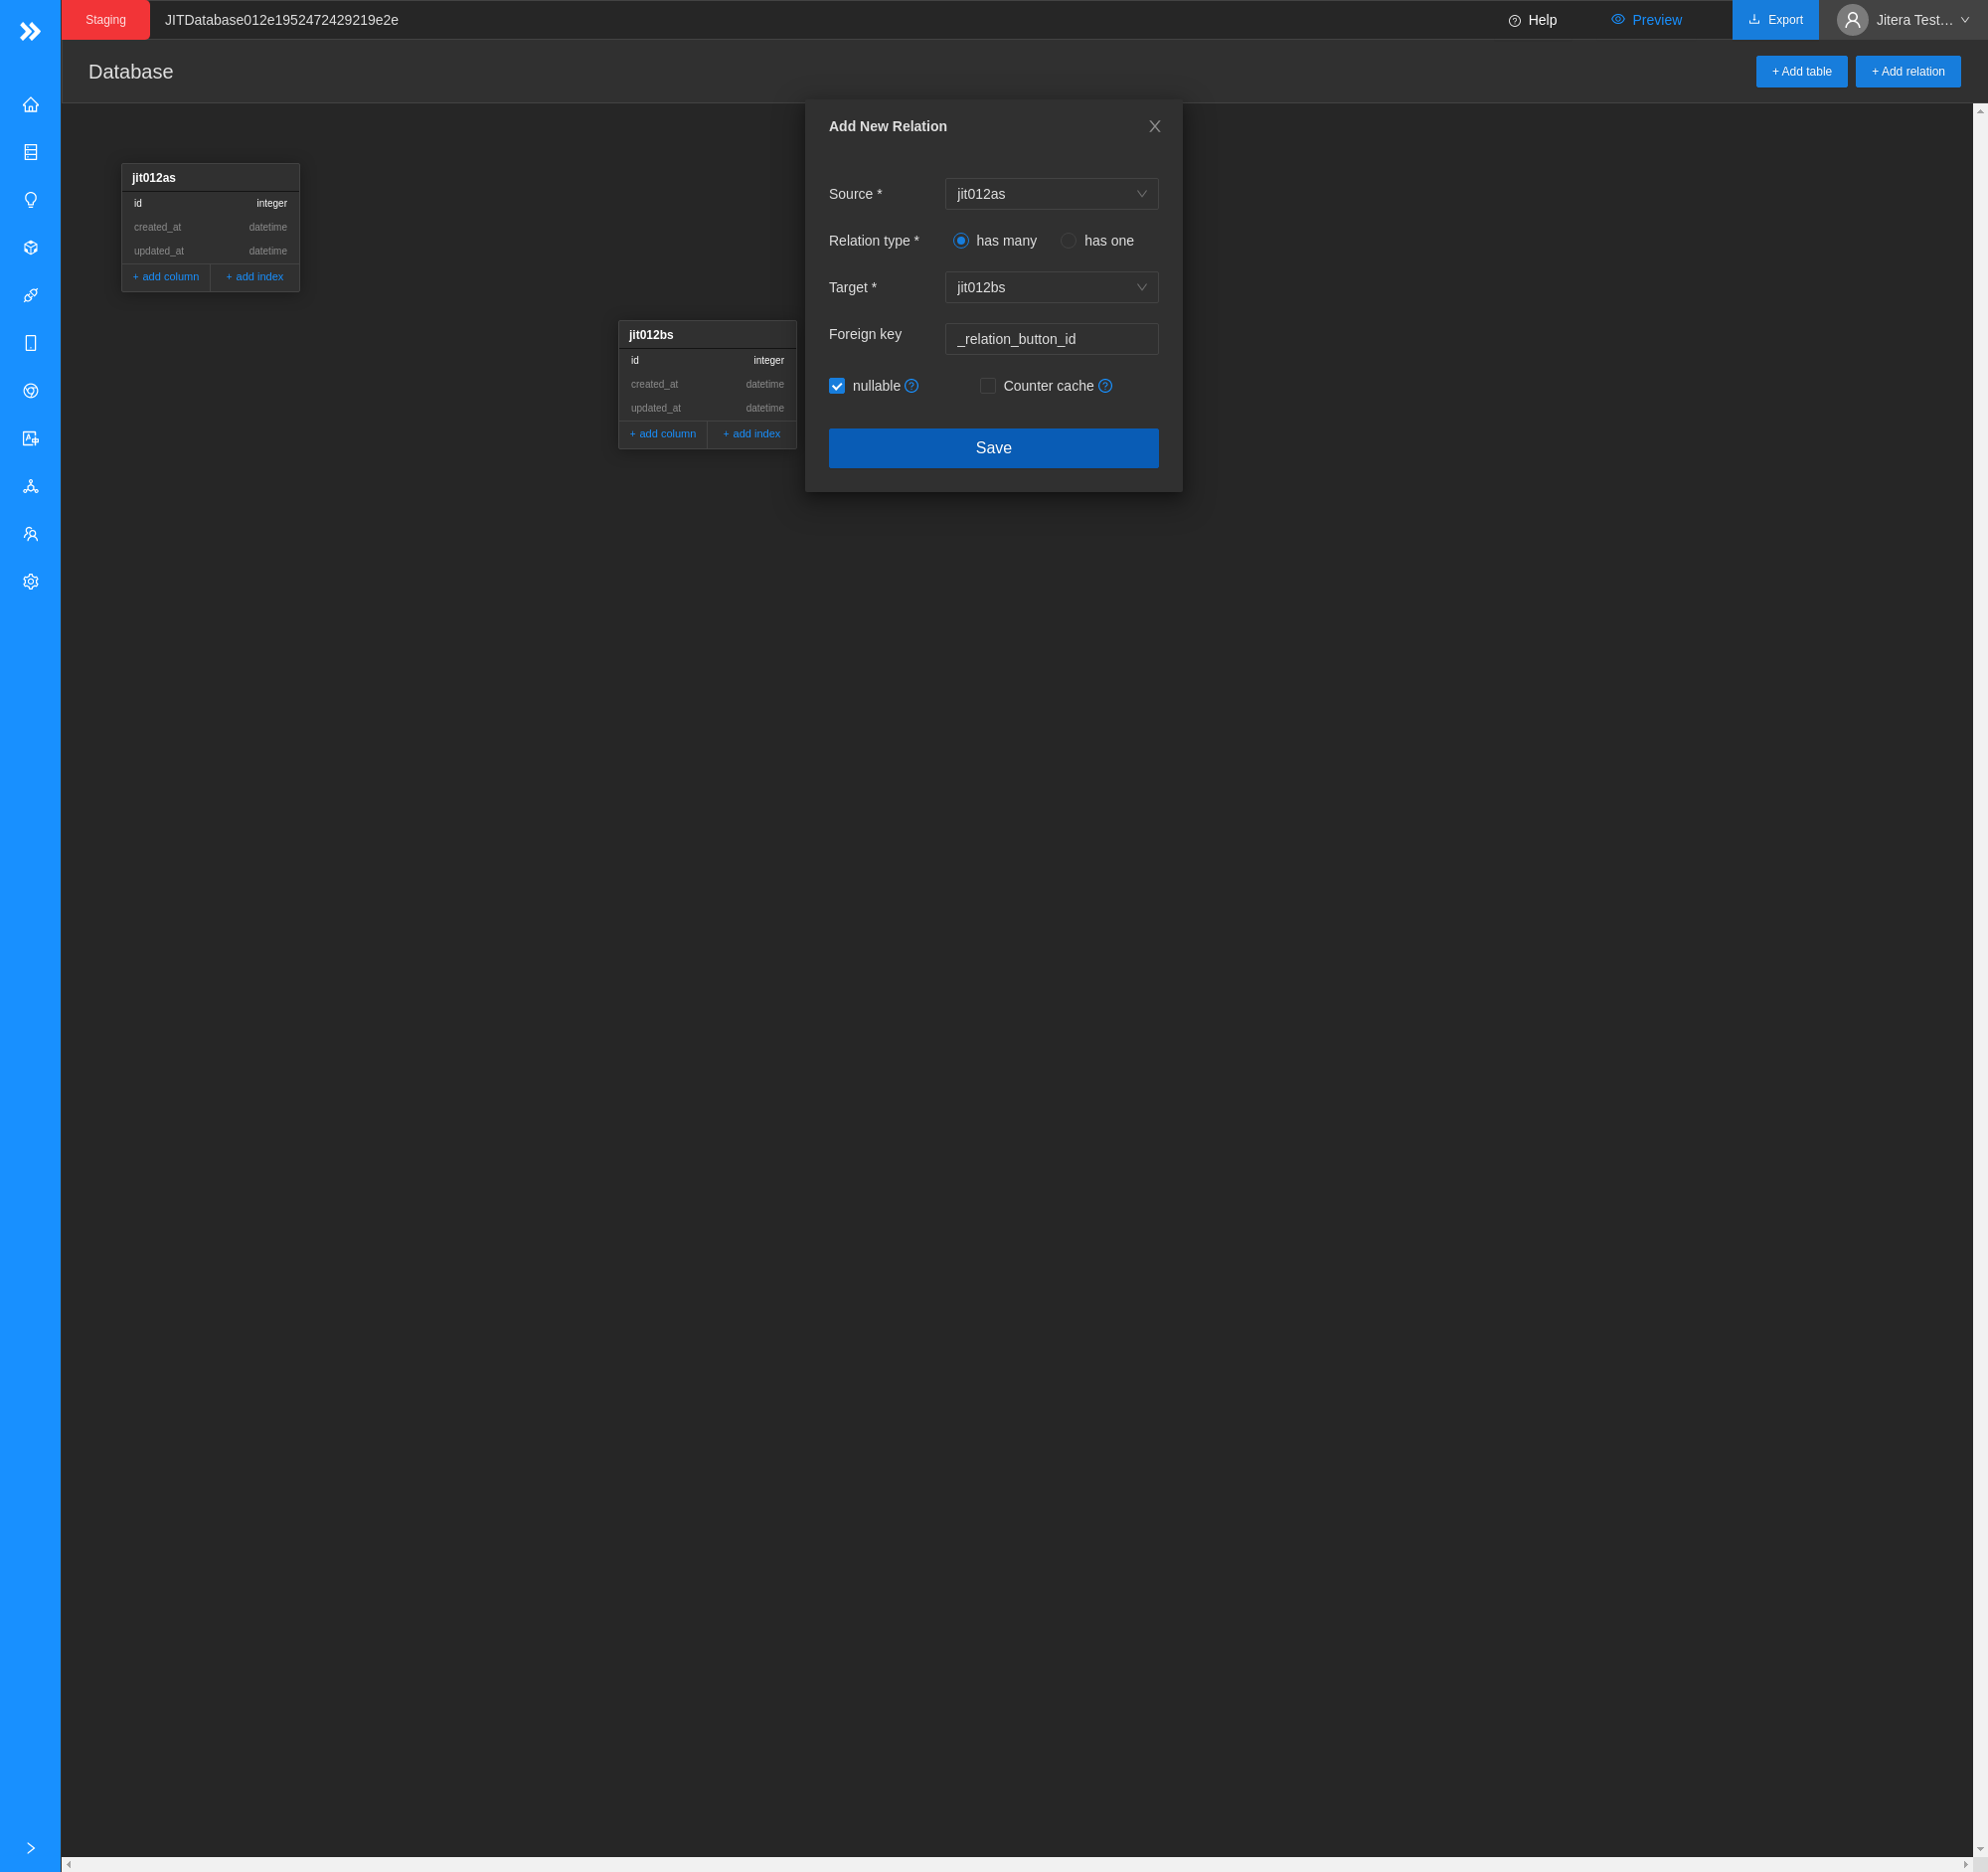 Staging JITDatabase012e1952472429219e2e Help Preview Export Jitera Test...
Database + Add table + Add relation
jit012as
id integer
created_at datetime
updated_at datetime
+ add column + add index
jit012bs
id integer
created_at datetime
updated_at datetime
+ add column + add index
Add New Relation
Source * jit012as
Relation type * has many has one
Target * jit012bs
Foreign key _relation_button_id
nullable Counter cache
Save